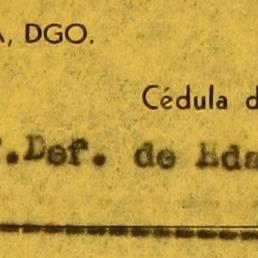 , DGO.
Cédula d
.Def. de Eda